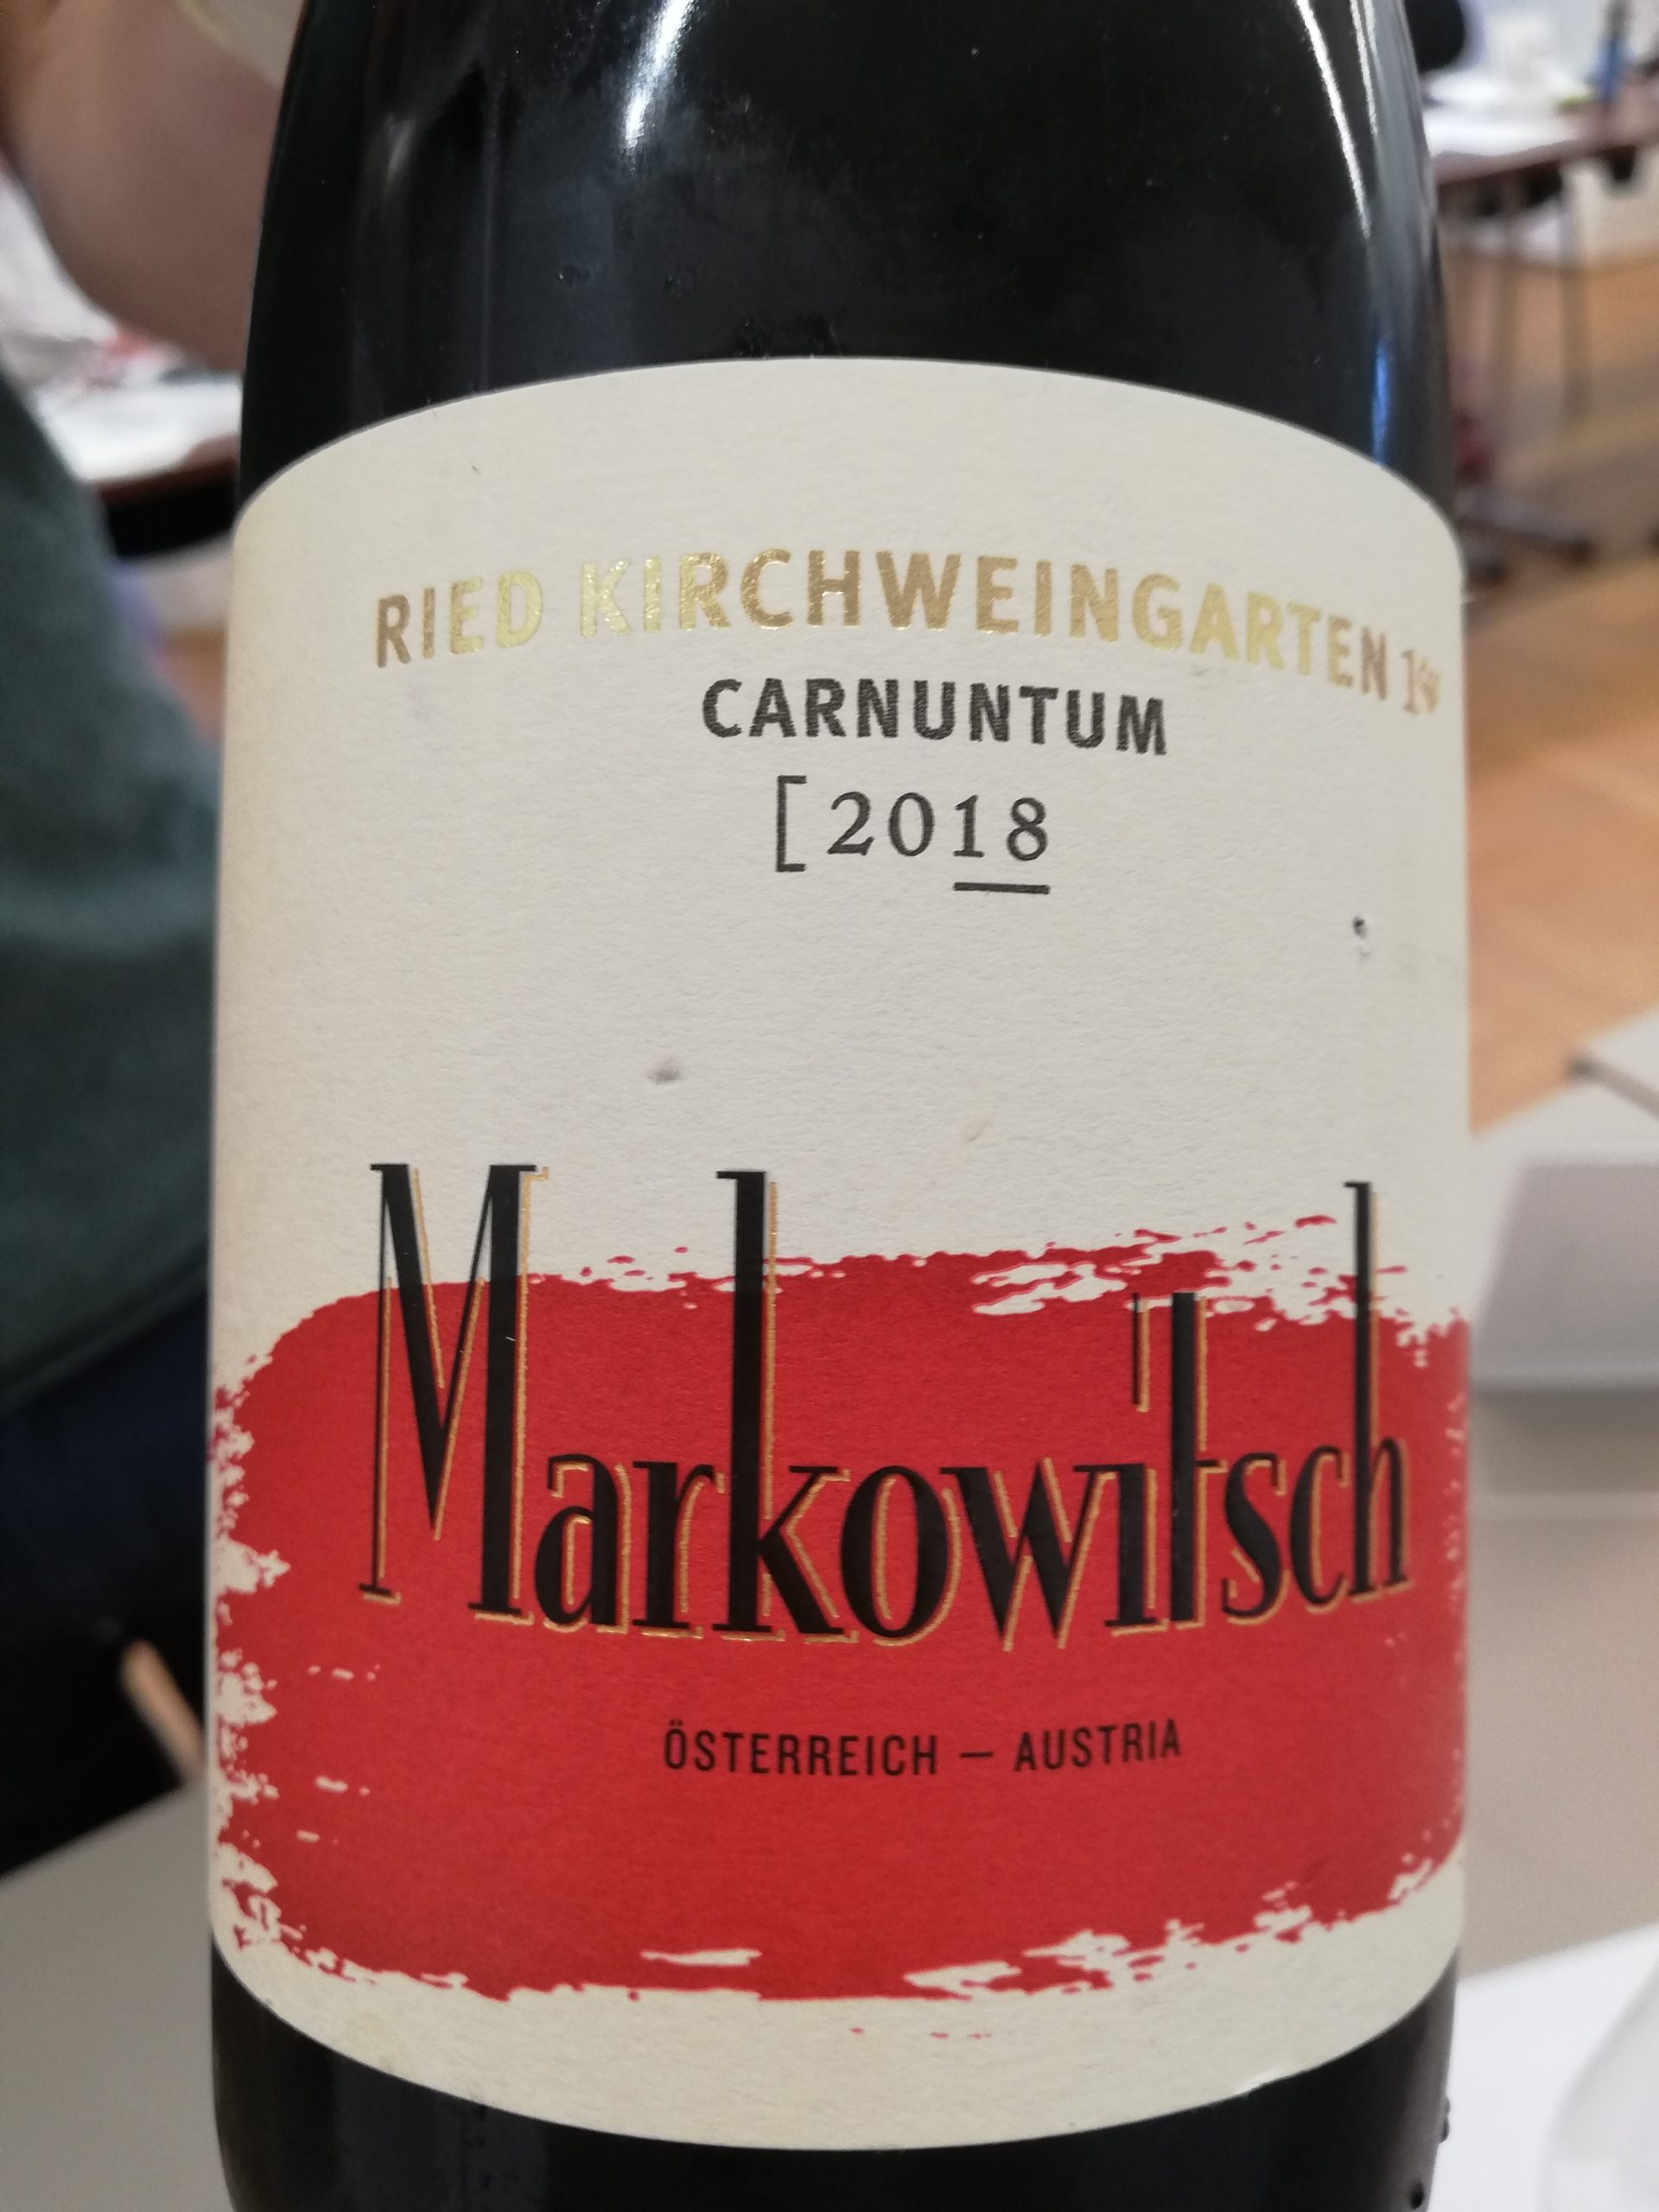 RIED KIRCHWEINGARTEN
CARNUNTUM
[2018
Markowitsch
ÖSTERREICH – AUSTRIA